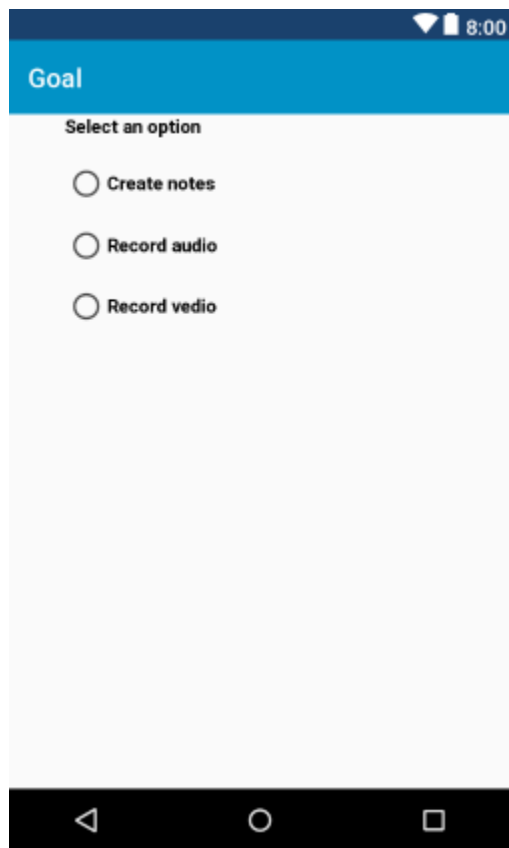 8:00
Goal
Select an option
Create notes
Record audio
Record vedio